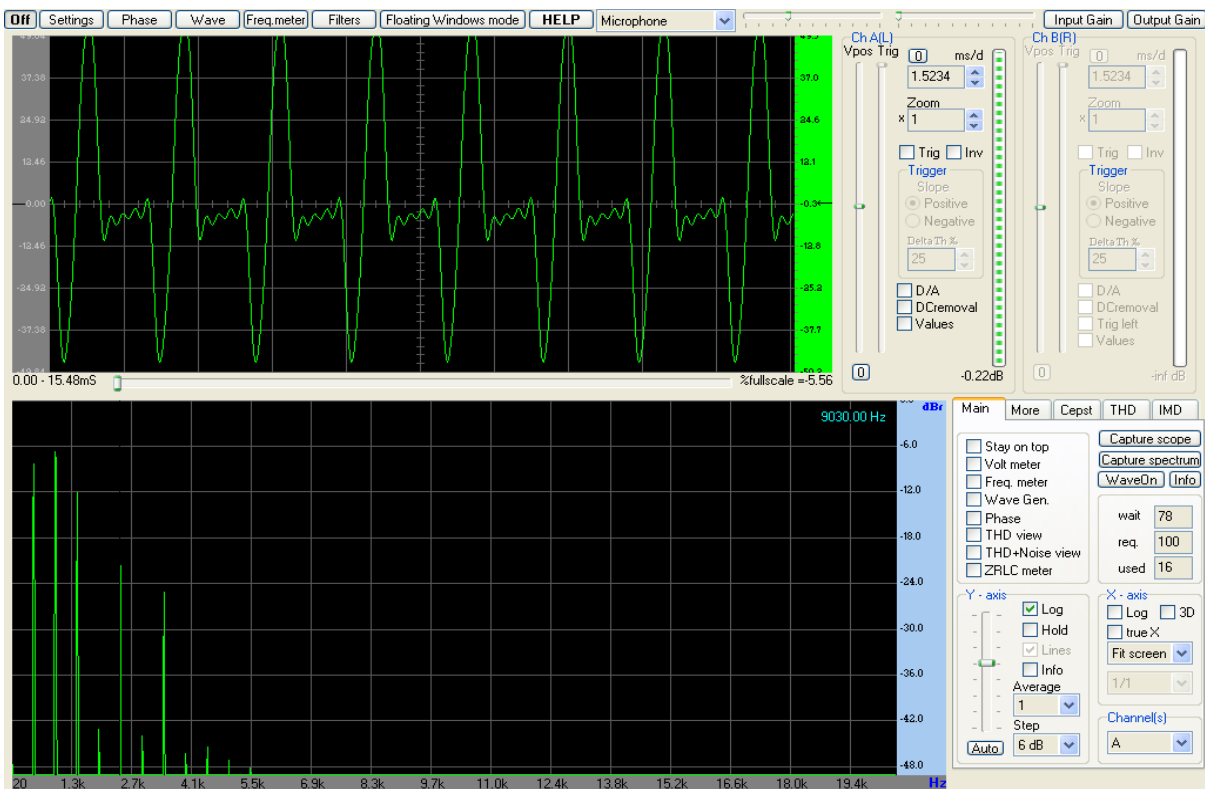 Off Settings Phase Wave Freq.meter Filters Floating Windows mode HELP Microphone Input Gain Output Gain
37.38
24.92
12.46
-0.00
-12.46
-24.92
-37.38
37.0
24.6
12.1
-0.34
-12.8
-25.2
-37.7
0.00 - 15.48mS %fullscale =-5.56
Ch A(L)
Vpos Trig 0 ms/d
1.5234
Zoom
x 1
Trig Inv
Trigger
Slope
Positive
Negative
Delta Th %
25
D/A
DCremoval
Values
0 -0.22dB
Ch B(R)
Vpos Trig 0 ms/d
1.5234
Zoom
x 1
Trig Inv
Trigger
Slope
Positive
Negative
Delta Th %
25
D/A
DCremoval
Trig left
Values
0 -inf dB
9030.00 Hz
dBr
-6.0
-12.0
-18.0
-24.0
-30.0
-36.0
-42.0
-48.0
20 1.3k 2.7k 4.1k 5.5k 6.9k 8.3k 9.7k 11.0k 12.4k 13.8k 15.2k 16.6k 18.0k 19.4k Hz
Main More Cepst THD IMD
Stay on top
Volt meter
Freq. meter
Wave Gen.
Phase
THD view
THD+Noise view
ZRLC meter
Capture scope
Capture spectrum
WaveOn Info
wait 78
req. 100
used 16
Y - axis
Log
Hold
Lines
Info
Average
1
Step
Auto 6 dB
X - axis
Log 3D
true X
Fit screen
1/1
Channel(s)
A